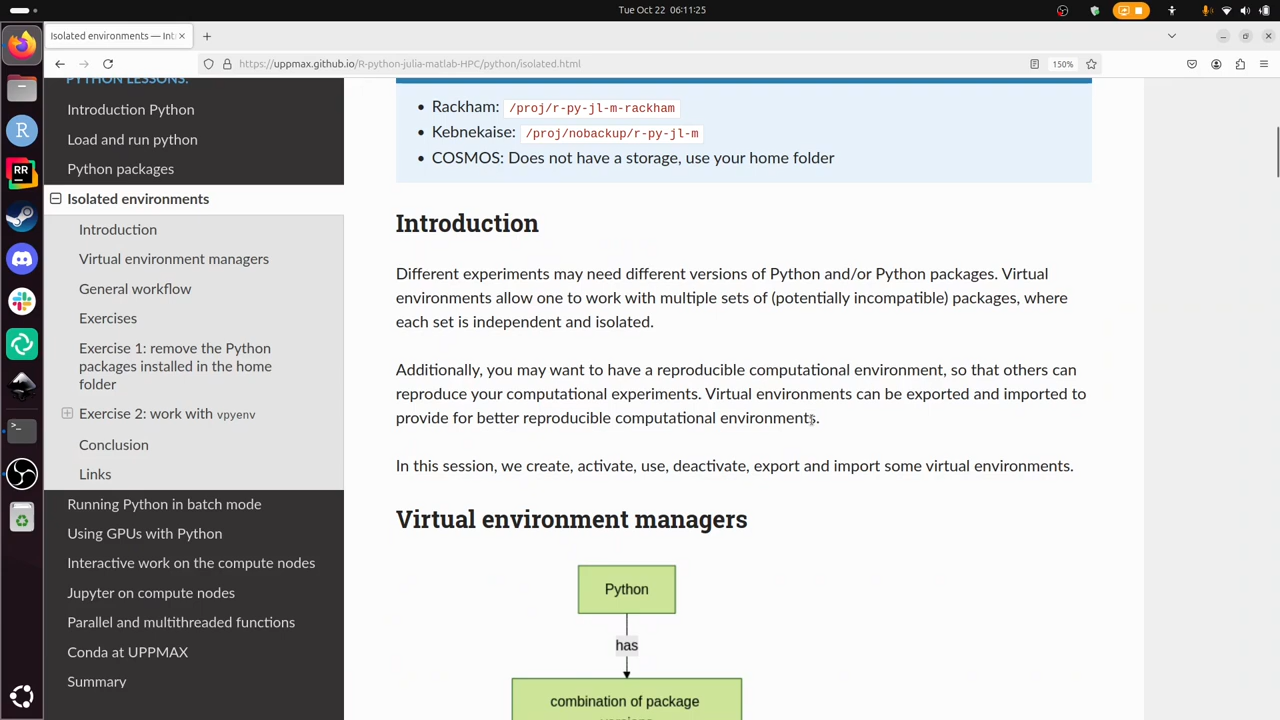 Tue Oct 22 06:11:25
Isolated environments — Int
https://uppmax.github.io/R-python-julia-matlab-HPC/python/isolated.html
150%
PYTHON LESSONS:
Introduction Python
Load and run python
Python packages
Isolated environments
Introduction
Virtual environment managers
General workflow
Exercises
Exercise 1: remove the Python
packages installed in the home
folder
Exercise 2: work with vpyenv
Conclusion
Links
Running Python in batch mode
Using GPUs with Python
Interactive work on the compute nodes
Jupyter on compute nodes
Parallel and multithreaded functions
Conda at UPPMAX
Summary
Rackham: /proj/r-py-jl-m-rackham
Kebnekaise: /proj/nobackup/r-py-jl-m
COSMOS: Does not have a storage, use your home folder
Introduction
Different experiments may need different versions of Python and/or Python packages. Virtual
environments allow one to work with multiple sets of (potentially incompatible) packages, where
each set is independent and isolated.
Additionally, you may want to have a reproducible computational environment, so that others can
reproduce your computational experiments. Virtual environments can be exported and imported to
provide for better reproducible computational environments.
In this session, we create, activate, use, deactivate, export and import some virtual environments.
Virtual environment managers
Python
has
combination of package
versions
R
RR